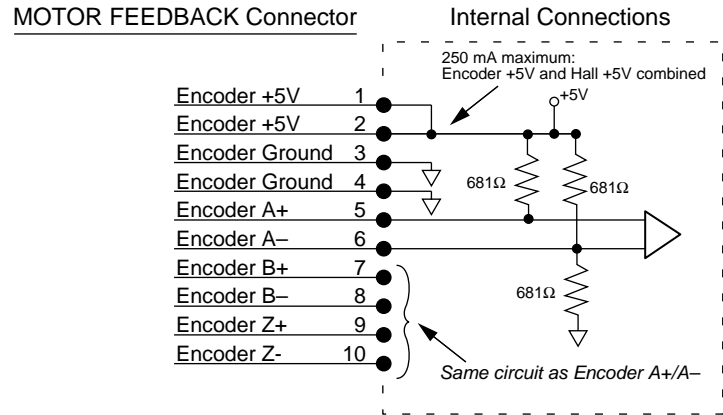 MOTOR FEEDBACK Connector
Internal Connections
250 mA maximum:
Encoder +5V and Hall +5V combined
+5V
Encoder +5V 1
Encoder +5V 2
Encoder Ground 3
Encoder Ground 4
681Ω
681Ω
Encoder A+ 5
Encoder A– 6
Encoder B+ 7
Encoder B– 8
681Ω
Encoder Z+ 9
Encoder Z- 10
Same circuit as Encoder A+/A–